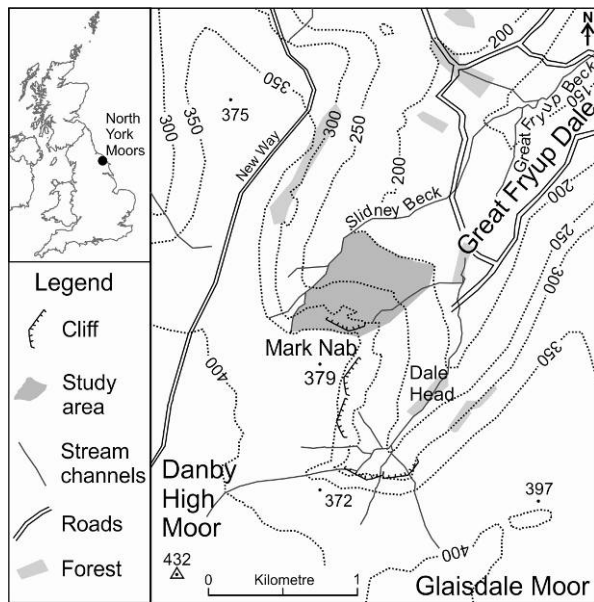 North
York
Moors
Legend
Cliff
Study
area
Stream
channels
Roads
Forest
N
200
350
300
350
375
New Way
300
250
200
Slidney Beck
Great Fryup Beck
150
Great Fryup Dale
200
250
300
350
Mark Nab
379
400
Dale
Head
Danby
High
Moor
372
397
400
432
0 Kilometre 1
Glaisdale Moor